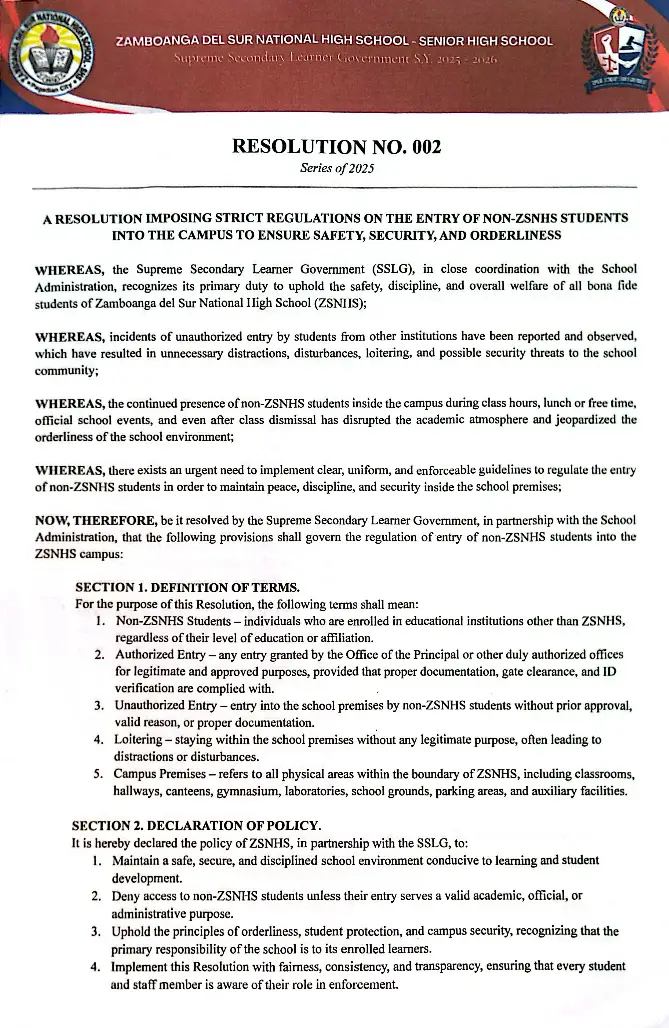 ZAMBOANGA DEL SUR NATIONAL HIGH SCHOOL - SENIOR HIGH SCHOOL
Supreme Secondary Learner Government S.Y. 2025 - 2026
RESOLUTION NO. 002
Series of 2025
A RESOLUTION IMPOSING STRICT REGULATIONS ON THE ENTRY OF NON-ZSNHS STUDENTS
INTO THE CAMPUS TO ENSURE SAFETY, SECURITY, AND ORDERLINESS
WHEREAS, the Supreme Secondary Learner Government (SSLG), in close coordination with the School
Administration, recognizes its primary duty to uphold the safety, discipline, and overall welfare of all bona fide
students of Zamboanga del Sur National High School (ZSNHS);
WHEREAS, incidents of unauthorized entry by students from other institutions have been reported and observed,
which have resulted in unnecessary distractions, disturbances, loitering, and possible security threats to the school
community;
WHEREAS, the continued presence of non-ZSNHS students inside the campus during class hours, lunch or free time,
official school events, and even after class dismissal has disrupted the academic atmosphere and jeopardized the
orderliness of the school environment;
WHEREAS, there exists an urgent need to implement clear, uniform, and enforceable guidelines to regulate the entry
of non-ZSNHS students in order to maintain peace, discipline, and security inside the school premises;
NOW, THEREFORE, be it resolved by the Supreme Secondary Learner Government, in partnership with the School
Administration, that the following provisions shall govern the regulation of entry of non-ZSNHS students into the
ZSNHS campus:
SECTION 1. DEFINITION OF TERMS.
For the purpose of this Resolution, the following terms shall mean:
1. Non-ZSNHS Students – individuals who are enrolled in educational institutions other than ZSNHS,
regardless of their level of education or affiliation.
2. Authorized Entry – any entry granted by the Office of the Principal or other duly authorized offices
for legitimate and approved purposes, provided that proper documentation, gate clearance, and ID
verification are complied with.
3. Unauthorized Entry – entry into the school premises by non-ZSNHS students without prior approval,
valid reason, or proper documentation.
4. Loitering – staying within the school premises without any legitimate purpose, often leading to
distractions or disturbances.
5. Campus Premises – refers to all physical areas within the boundary of ZSNHS, including classrooms,
hallways, canteens, gymnasium, laboratories, school grounds, parking areas, and auxiliary facilities.
SECTION 2. DECLARATION OF POLICY.
It is hereby declared the policy of ZSNHS, in partnership with the SSLG, to:
1. Maintain a safe, secure, and disciplined school environment conducive to learning and student
development.
2. Deny access to non-ZSNHS students unless their entry serves a valid academic, official, or
administrative purpose.
3. Uphold the principles of orderliness, student protection, and campus security, recognizing that the
primary responsibility of the school is to its enrolled learners.
4. Implement this Resolution with fairness, consistency, and transparency, ensuring that every student
and staff member is aware of their role in enforcement.